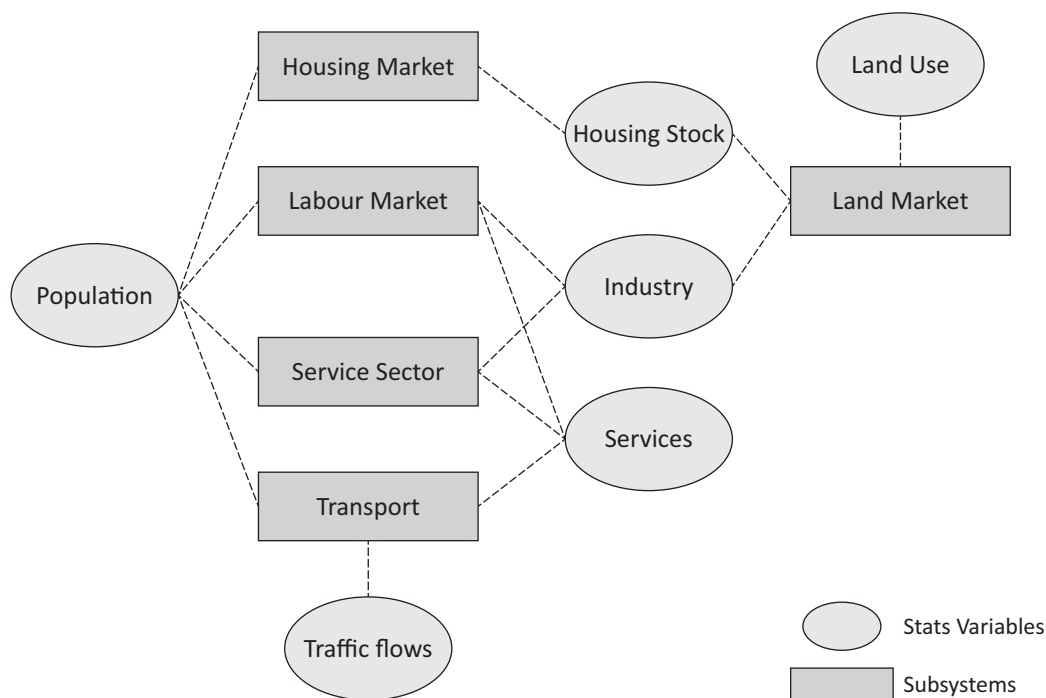 Housing Market
Land Use
Housing Stock
Labour Market
Land Market
Population
Industry
Service Sector
Services
Transport
Traffic flows
Stats Variables
Subsystems